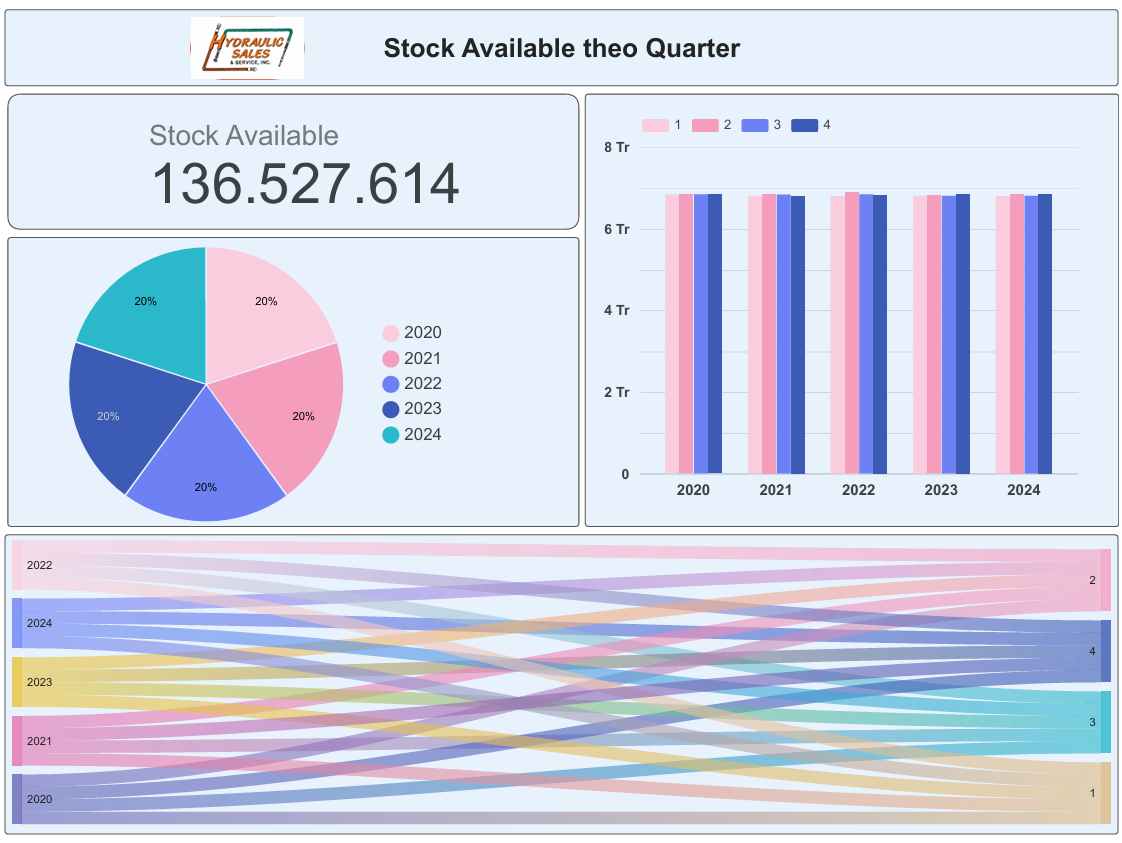 HYDRAULIC
SALES
& SERVICE, INC.
Stock Available theo Quarter
Stock Available
136.527.614
20%
20%
20%
20%
20%
2020
2021
2022
2023
2024
1 2 3 4
8 Tr
6 Tr
4 Tr
2 Tr
0
2020 2021 2022 2023 2024
2022
2024
2023
2021
2020
2
4
3
1